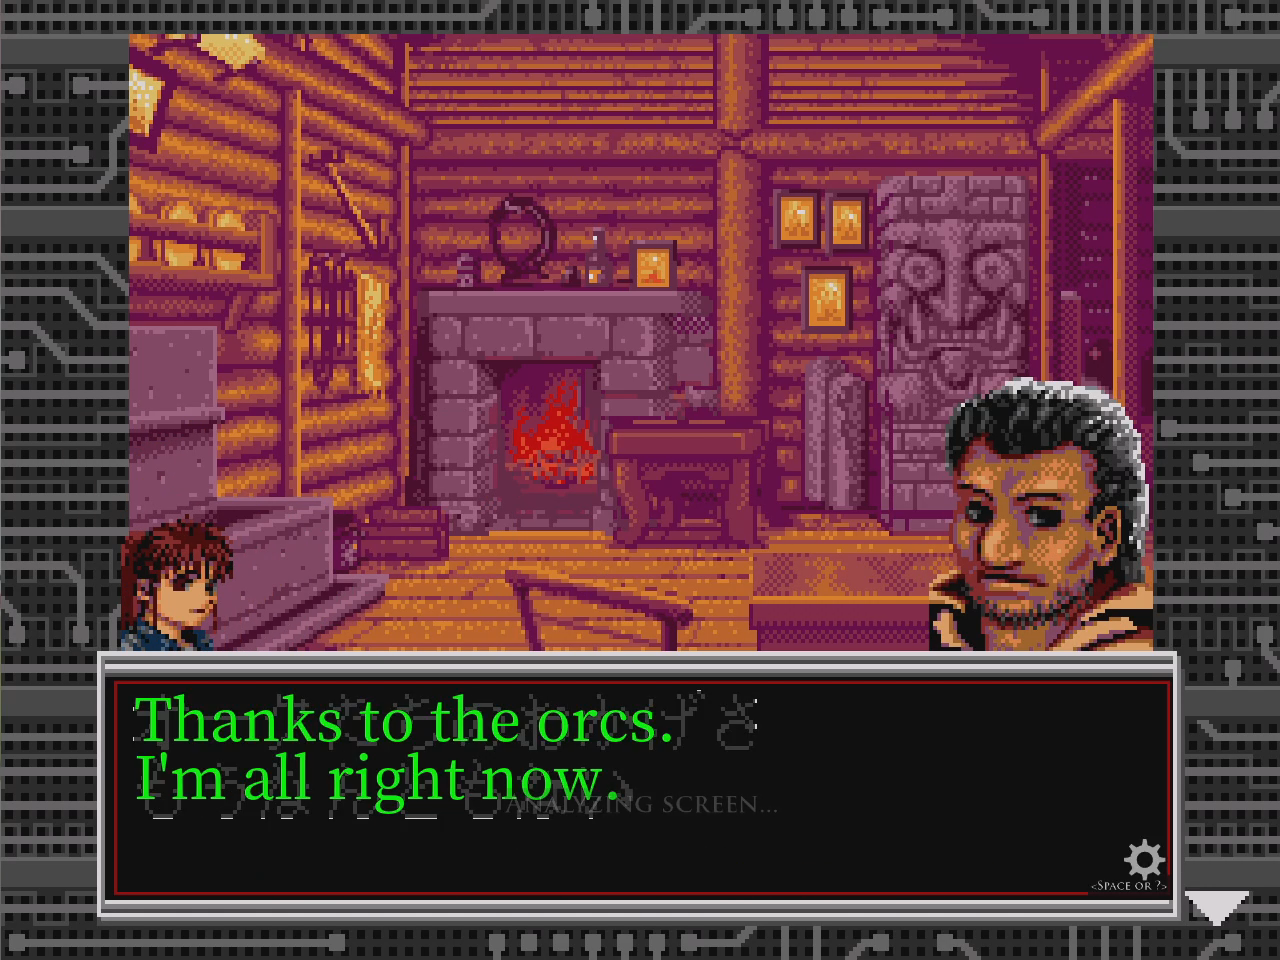 Thanks to the orcs.
I'm all right now.
ANALYZING SCREEN...
<SPACE OR ?>